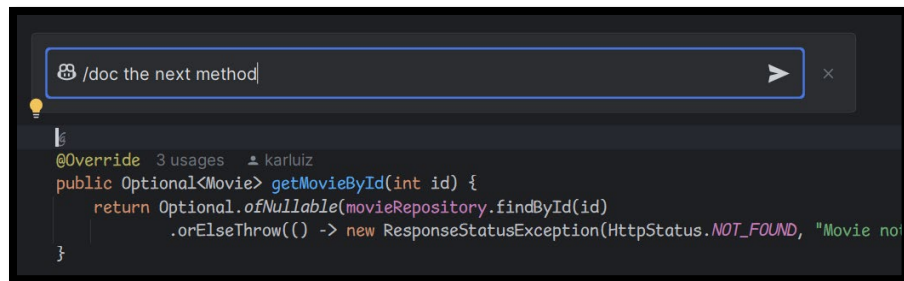 /doc the next method
@Override 3 usages karluiz
public Optional<Movie> getMovieById(int id) {
return Optional.ofNullable(movieRepository.findById(id)
.orElseThrow(() -> new ResponseStatusException(HttpStatus.NOT_FOUND, "Movie
}